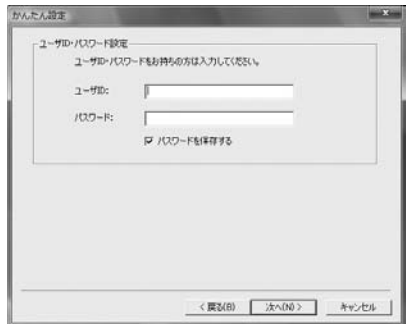 かんたん設定
ユーザID・パスワード設定
ユーザID・パスワードをお持ちの方は入力してください。
ユーザID:
パスワード:
パスワードを保存する
< 戻る(B) 次へ(N) > キャンセル